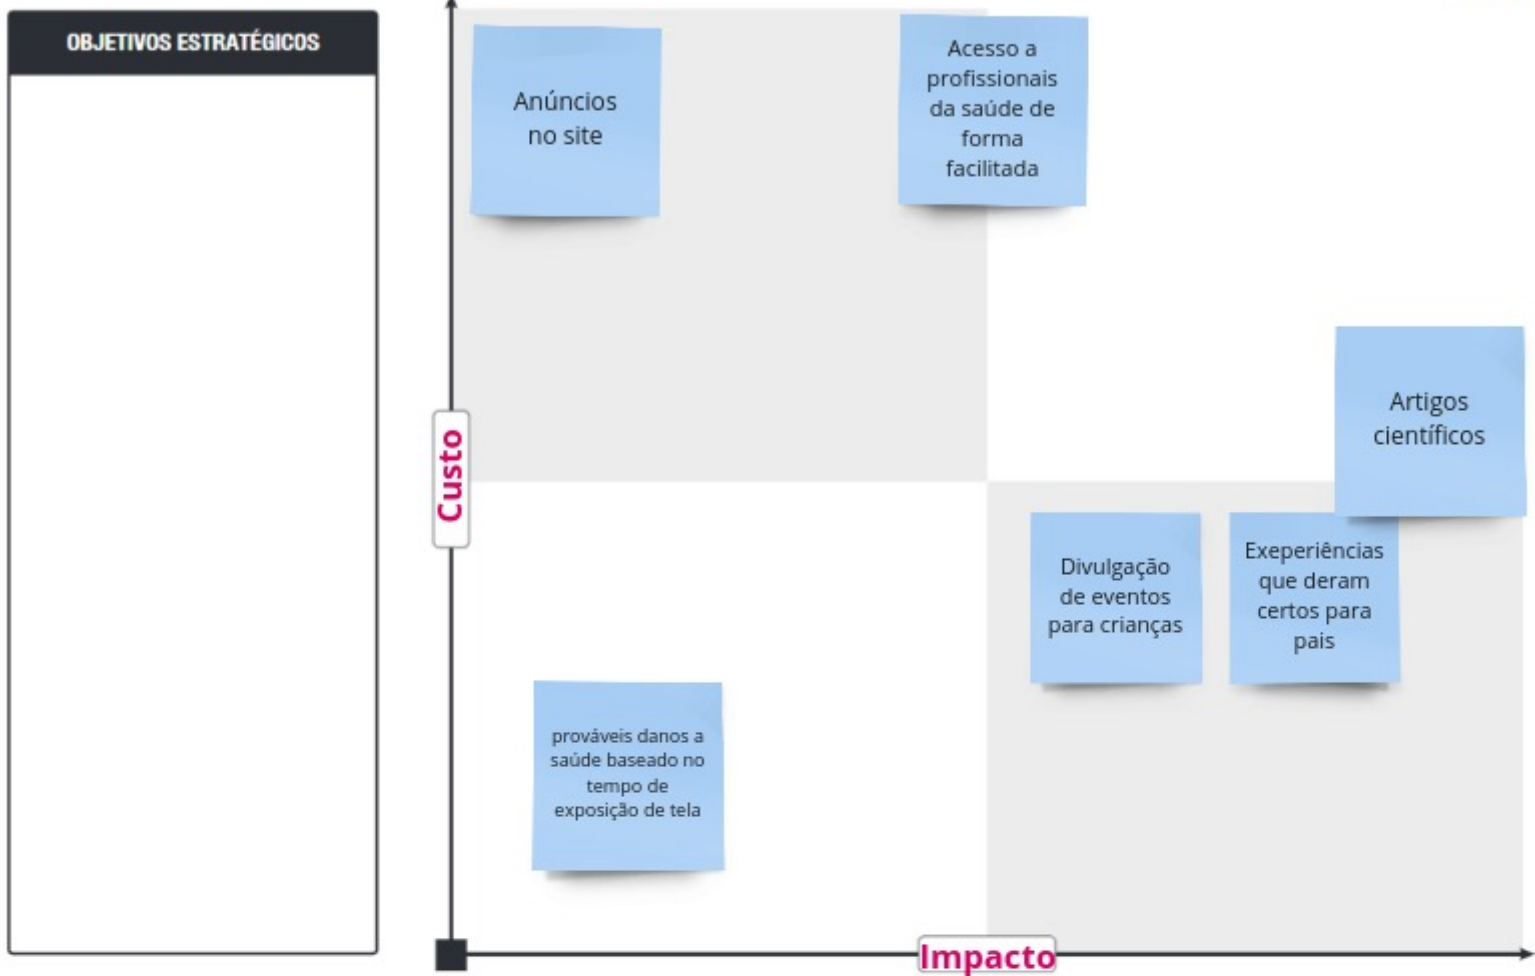 OBJETIVOS ESTRATÉGICOS
Anúncios
no site
Acesso a
profissionais
da saúde de
forma
facilitada
Artigos
científicos
Custo
Divulgação
de eventos
para crianças
Exeperiências
que deram
certos para
pais
prováveis danos a
saúde baseado no
tempo de
exposição de tela
Impacto